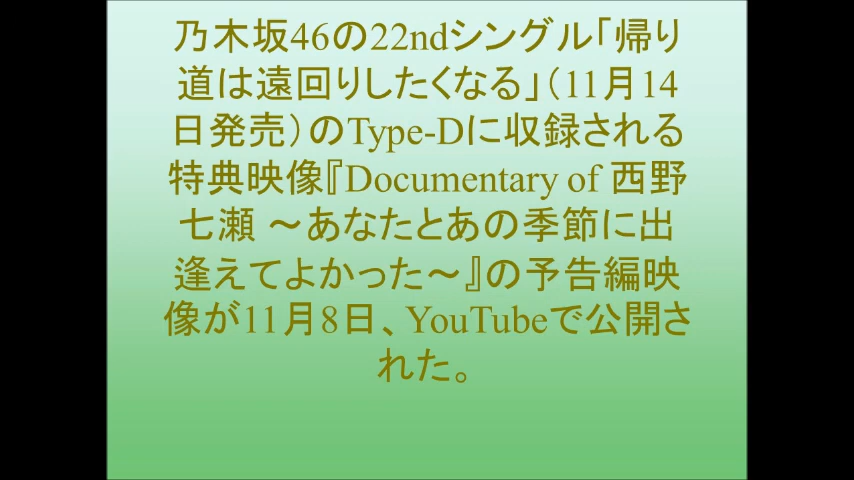 乃木坂46の22ndシングル「帰り
道は遠回りしたくなる」（11月14
日発売）のType-Dに収録される
特典映像『Documentary of 西野
七瀬 ～あなたとあの季節に出
逢えてよかった～』の予告編映
像が11月8日、YouTubeで公開さ
れた。